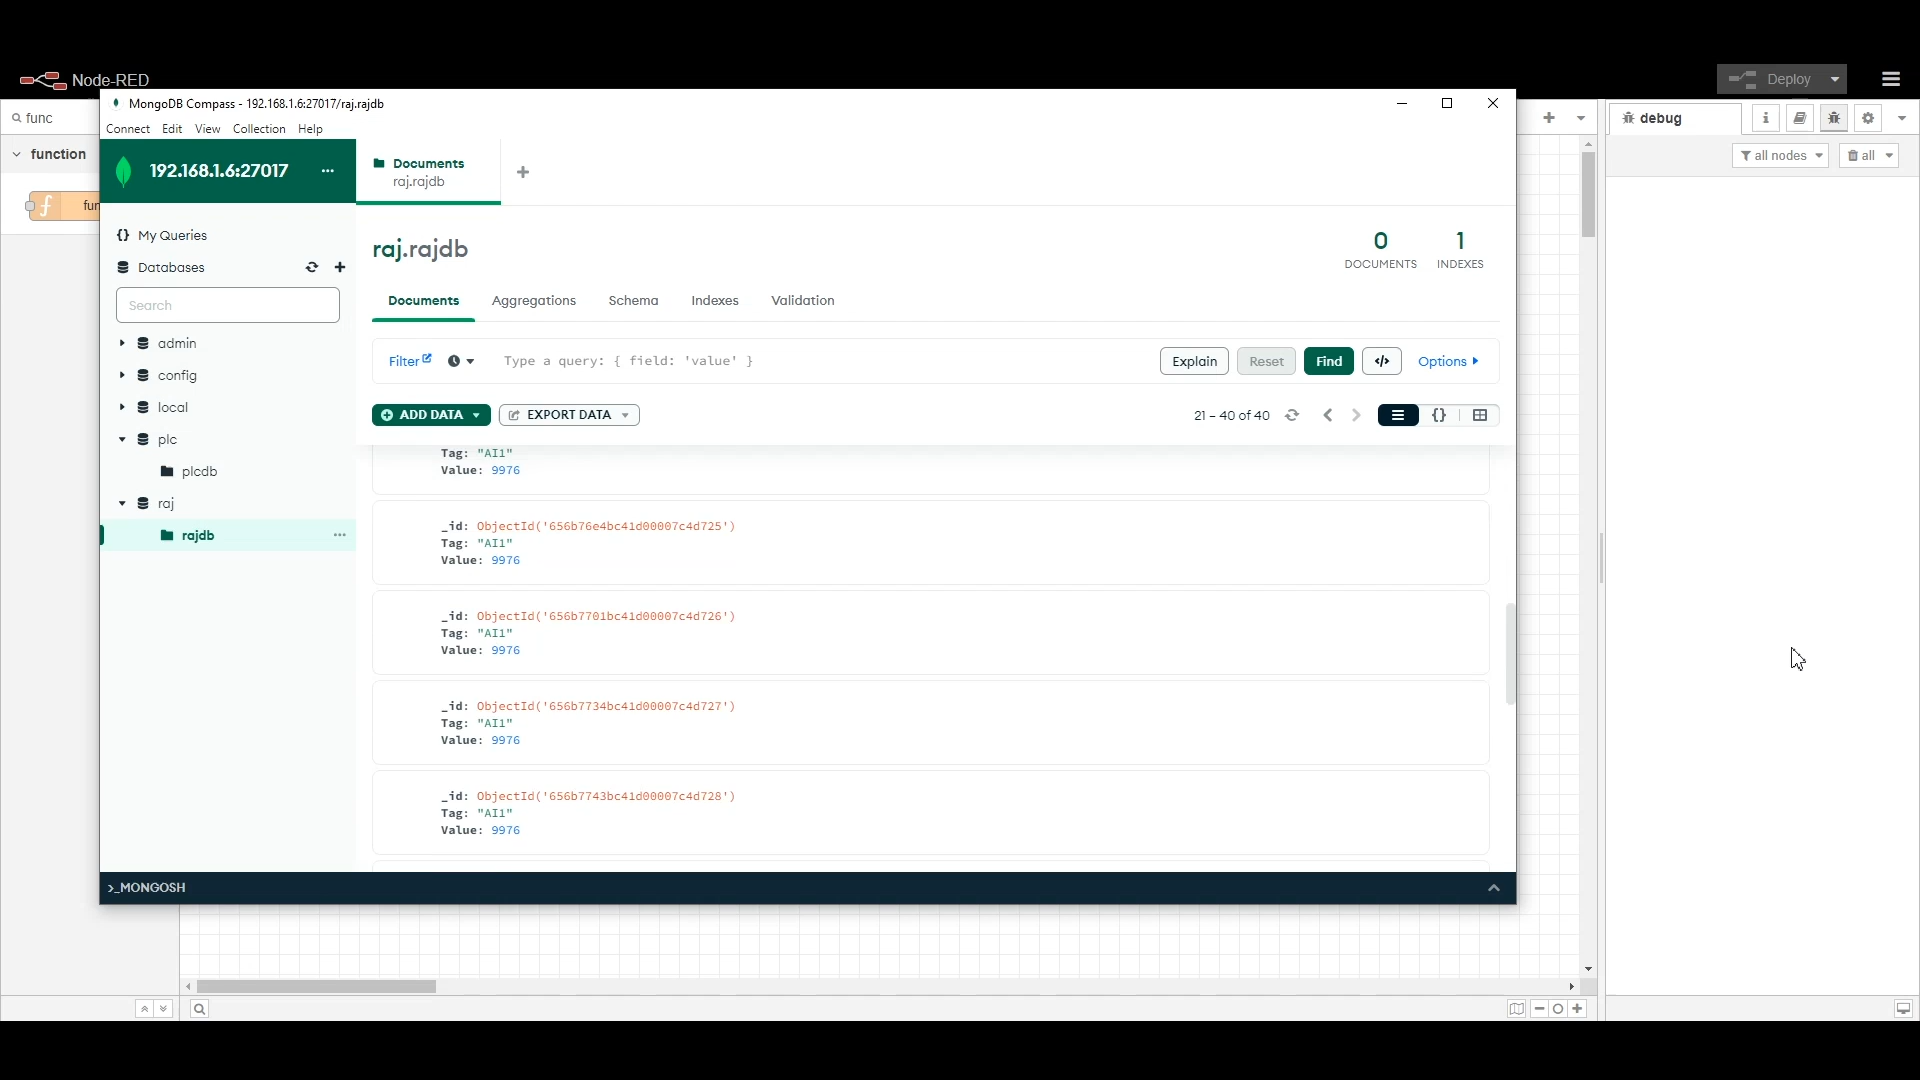 Node-RED
Deploy
MongoDB Compass - 192.168.1.6:27017/raj.rajdb
func
debug
Connect Edit View Collection Help
function
all nodes
all
192.168.1.6:27017
Documents
raj.rajdb
fun
My Queries
raj.rajdb
0
DOCUMENTS
1
INDEXES
Databases
Search
Documents Aggregations Schema Indexes Validation
admin
Filter
Type a query: { field: 'value' }
Explain
Reset
Find
Options
config
local
ADD DATA
EXPORT DATA
21 – 40 of 40
plc
Tag: "AI1"
Value: 9976
plcdb
raj
rajdb
_id: ObjectId('656b76e4bc41d00007c4d725')
Tag: "AI1"
Value: 9976
_id: ObjectId('656b7701bc41d00007c4d726')
Tag: "AI1"
Value: 9976
_id: ObjectId('656b7734bc41d00007c4d727')
Tag: "AI1"
Value: 9976
_id: ObjectId('656b7743bc41d00007c4d728')
Tag: "AI1"
Value: 9976
>_MONGOSH